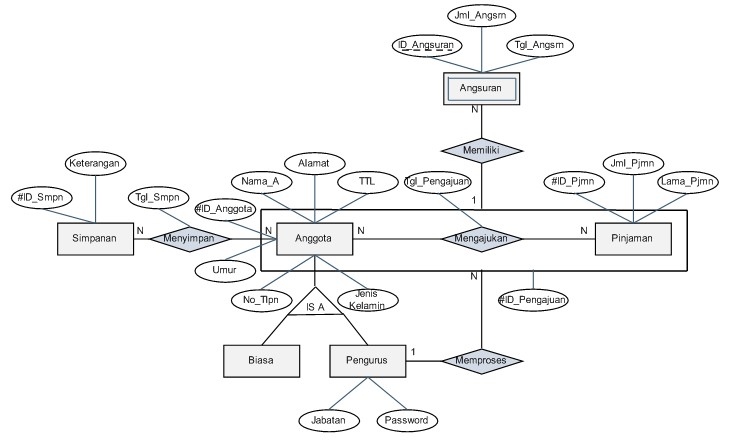 Jml_Angsrn
ID_Angsuran
Tgl_Angsrn
Angsuran
N
Memiliki
Keterangan
Alamat
Jml_Pjmn
#ID_Smpn
Tgl_Smpn
Nama_A
TTL
Tgl_Pengajuan
#ID_Pjmn
Lama_Pjmn
1
#ID_Anggota
Simpanan
N
Menyimpan
N
Anggota
N
Mengajukan
N
Pinjaman
Umur
N
No_Tlpn
Jenis
Kelamin
#ID_Pengajuan
IS A
Biasa
Pengurus
1
Memproses
Jabatan
Password